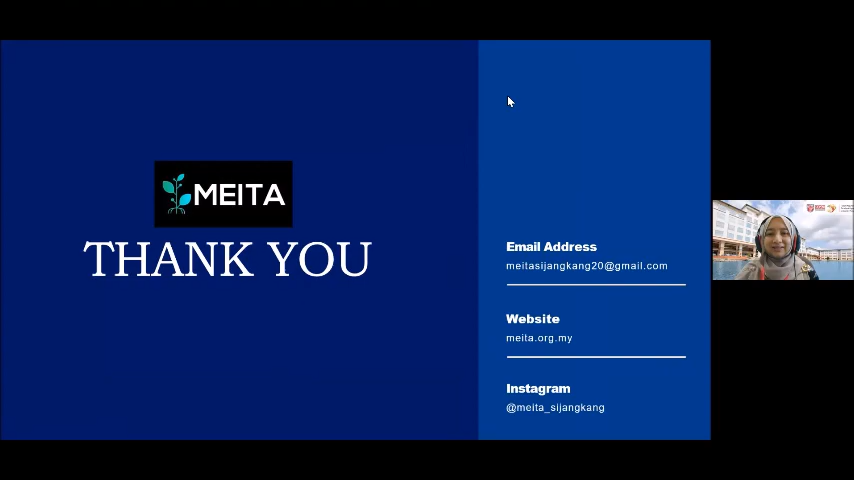 MEITA
THANK YOU
Email Address
meitasijangkang20@gmail.com
Website
meita.org.my
Instagram
@meita_sijangkang